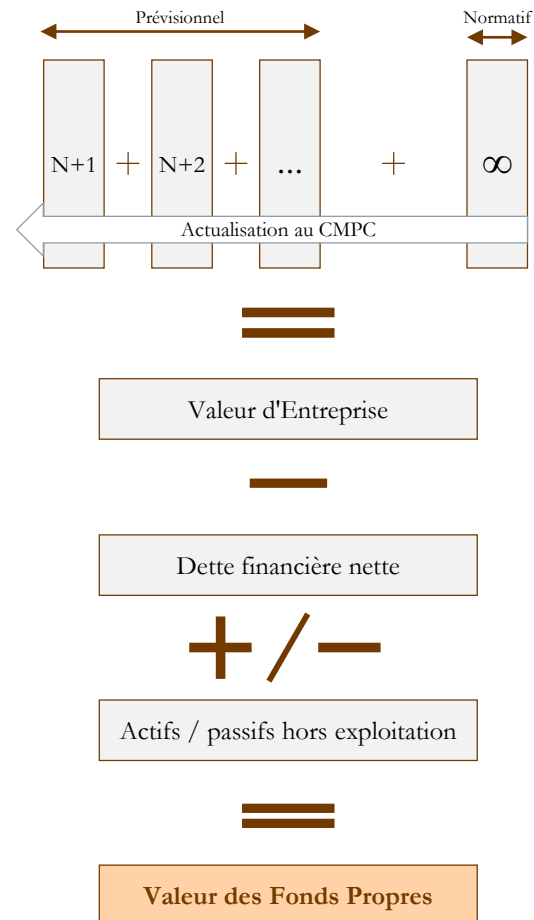 Prévisionnel
Normatif
N+1 + N+2 + ... + ∞
Actualisation au CMPC
=
Valeur d'Entreprise
−
Dette financière nette
+/−
Actifs / passifs hors exploitation
=
Valeur des Fonds Propres